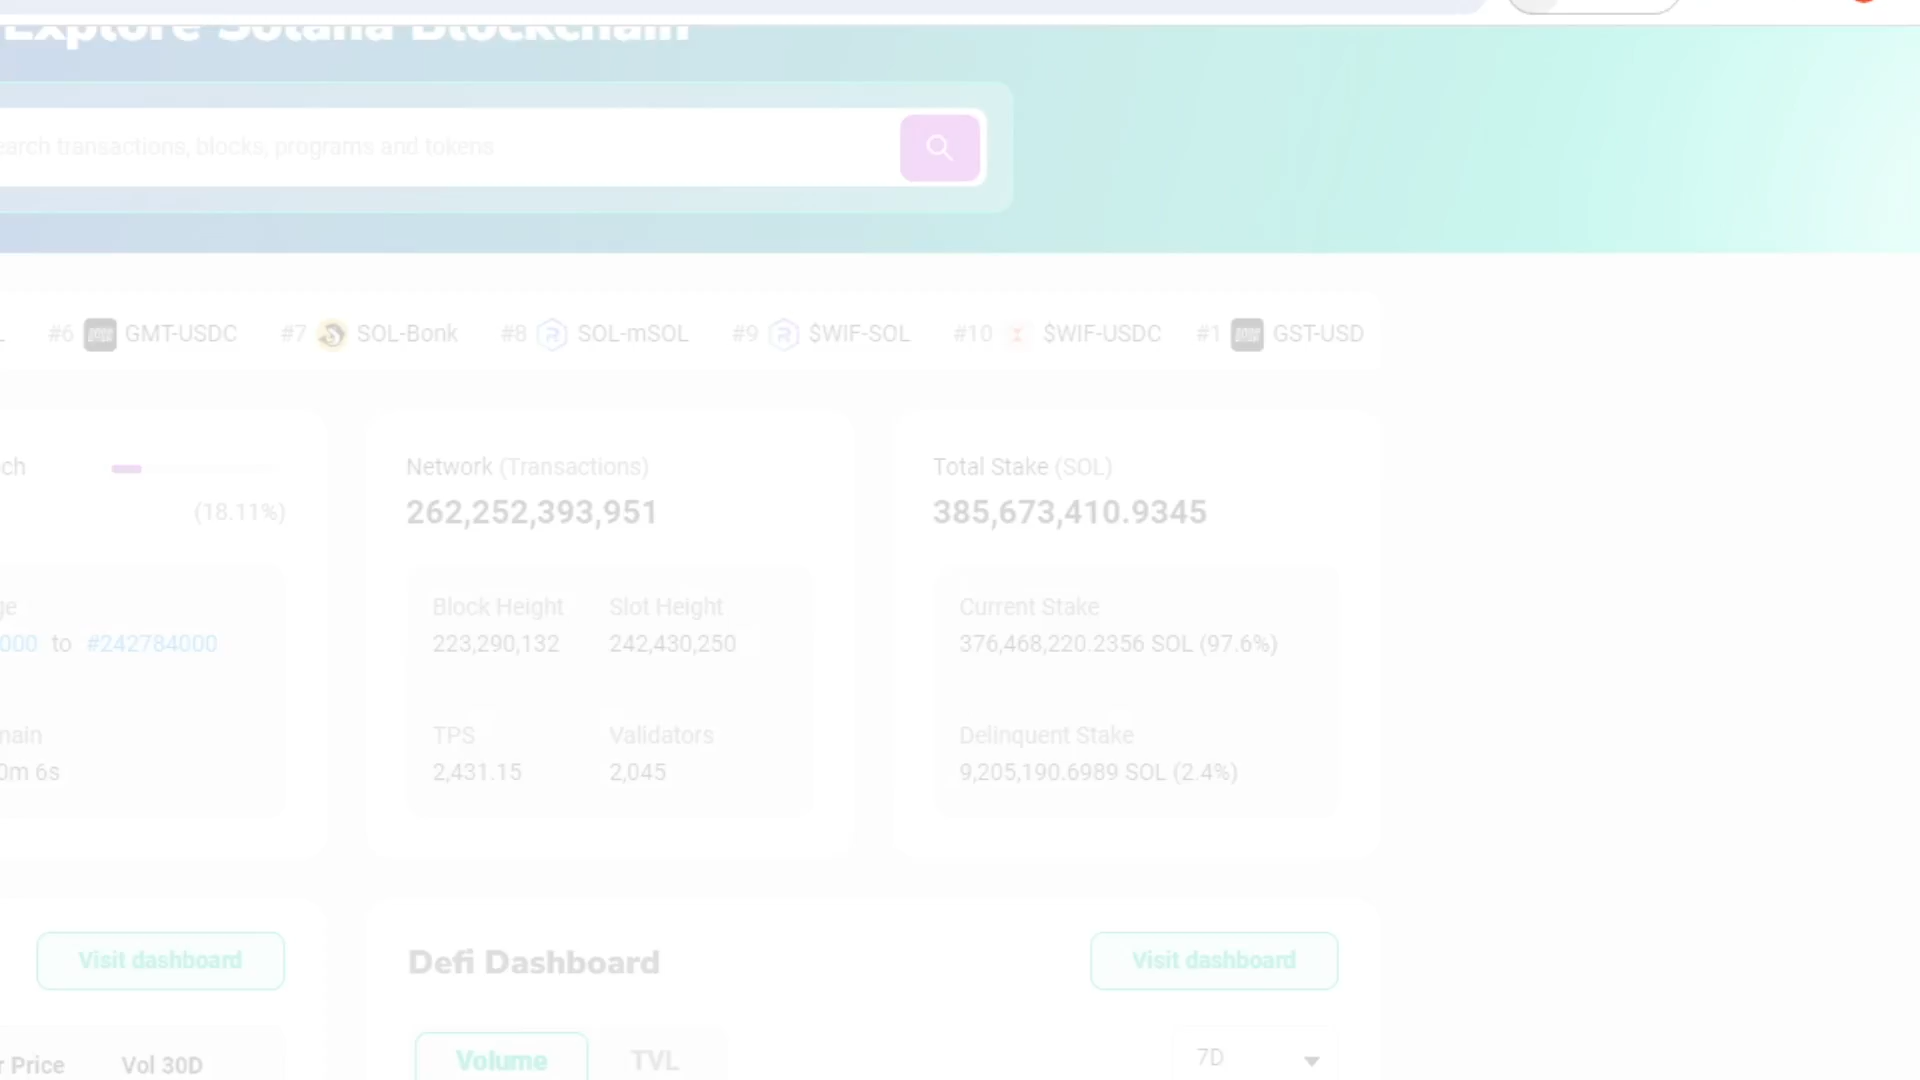 Explore Solana Blockchain
earch transactions, blocks, programs and tokens
#6 GMT-USDC #7 SOL-Bonk #8 SOL-mSOL #9 $WIF-SOL #10 $WIF-USDC #1 GST-USD
ch
(18.11%)
ge
000 to #242784000
main
0m 6s
Network (Transactions)
262,252,393,951
Block Height Slot Height
223,290,132 242,430,250
TPS Validators
2,431.15 2,045
Total Stake (SOL)
385,673,410.9345
Current Stake
376,468,220.2356 SOL (97.6%)
Delinquent Stake
9,205,190.6989 SOL (2.4%)
Visit dashboard
r Price Vol 30D
Defi Dashboard Visit dashboard
Volume TVL 7D